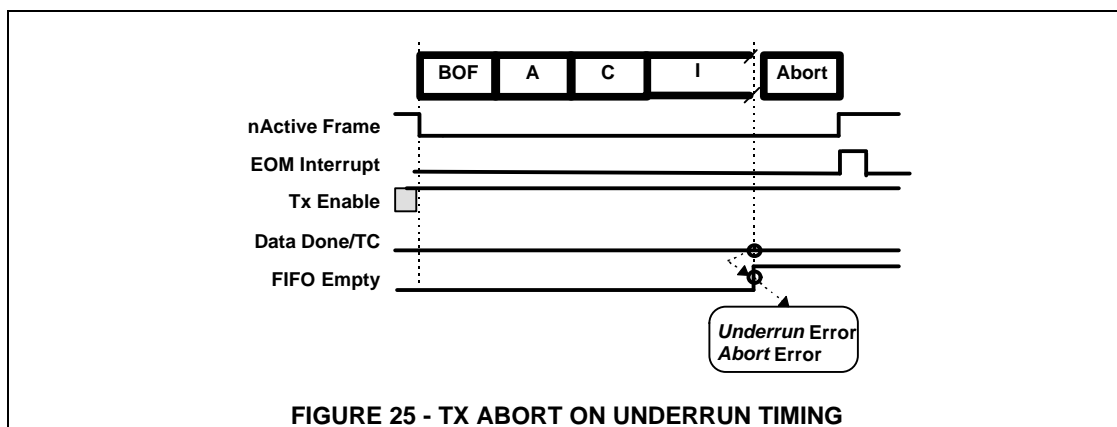 BOF A C I Abort
nActive Frame
EOM Interrupt
Tx Enable
Data Done/TC
FIFO Empty
Underrun Error
Abort Error
FIGURE 25 - TX ABORT ON UNDERRUN TIMING